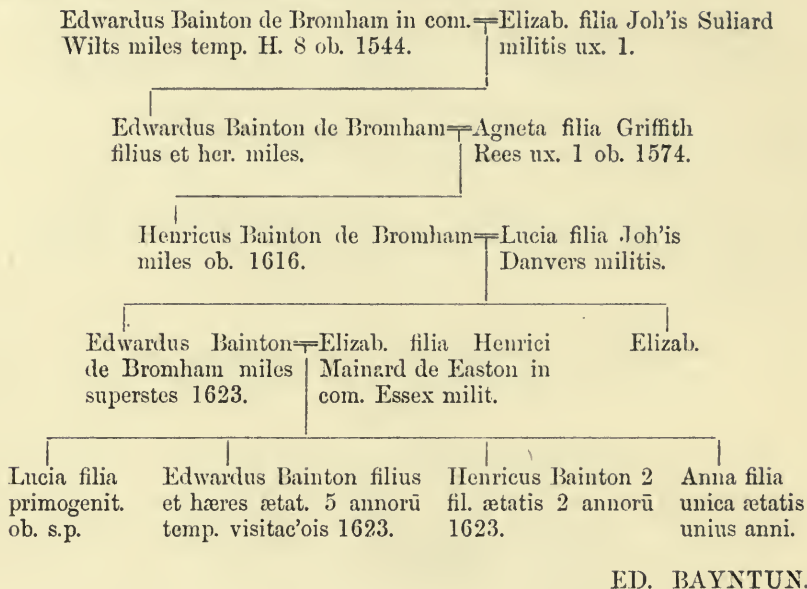 Edwardus Bainton de Bromham in com. Wilts miles temp. H. 8 ob. 1544.
Elizab. filia Joh'is Suliard militis ux. 1.
Edwardus Bainton de Bromham filius et her. miles.
Agneta filia Griffith Rees ux. 1 ob. 1574.
Henricus Bainton de Bromham miles ob. 1616.
Lucia filia Joh'is Danvers militis.
Edwardus Bainton de Bromham miles superstes 1623.
Elizab. filia Henrici Mainard de Easton in com. Essex milit.
Elizab.
Lucia filia primogenit. ob. s.p.
Edwardus Bainton filius et hæres ætat. 5 annorū temp. visitac'ois 1623.
Henricus Bainton 2 fil. ætatis 2 annorū 1623.
Anna filia unica ætatis unius anni.
ED. BAYNTUN.